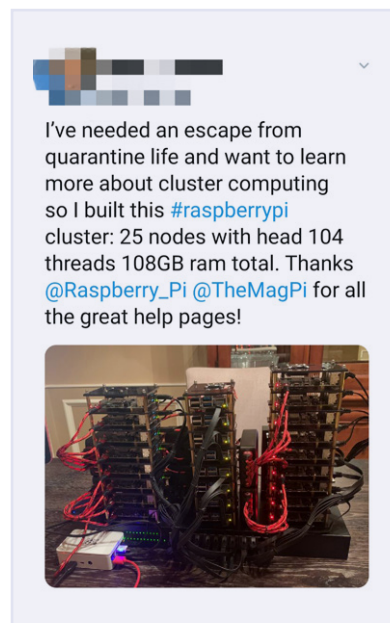 I’ve needed an escape from
quarantine life and want to learn
more about cluster computing
so I built this #raspberrypi
cluster: 25 nodes with head 104
threads 108GB ram total. Thanks
@Raspberry_Pi @TheMagPi for all
the great help pages!